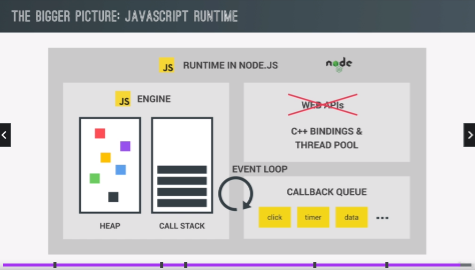 THE BIGGER PICTURE: JAVASCRIPT RUNTIME
JS RUNTIME IN NODE.JS
node
JS ENGINE
HEAP
CALL STACK
WEB APIs
C++ BINDINGS &
THREAD POOL
EVENT LOOP
CALLBACK QUEUE
click timer data ...